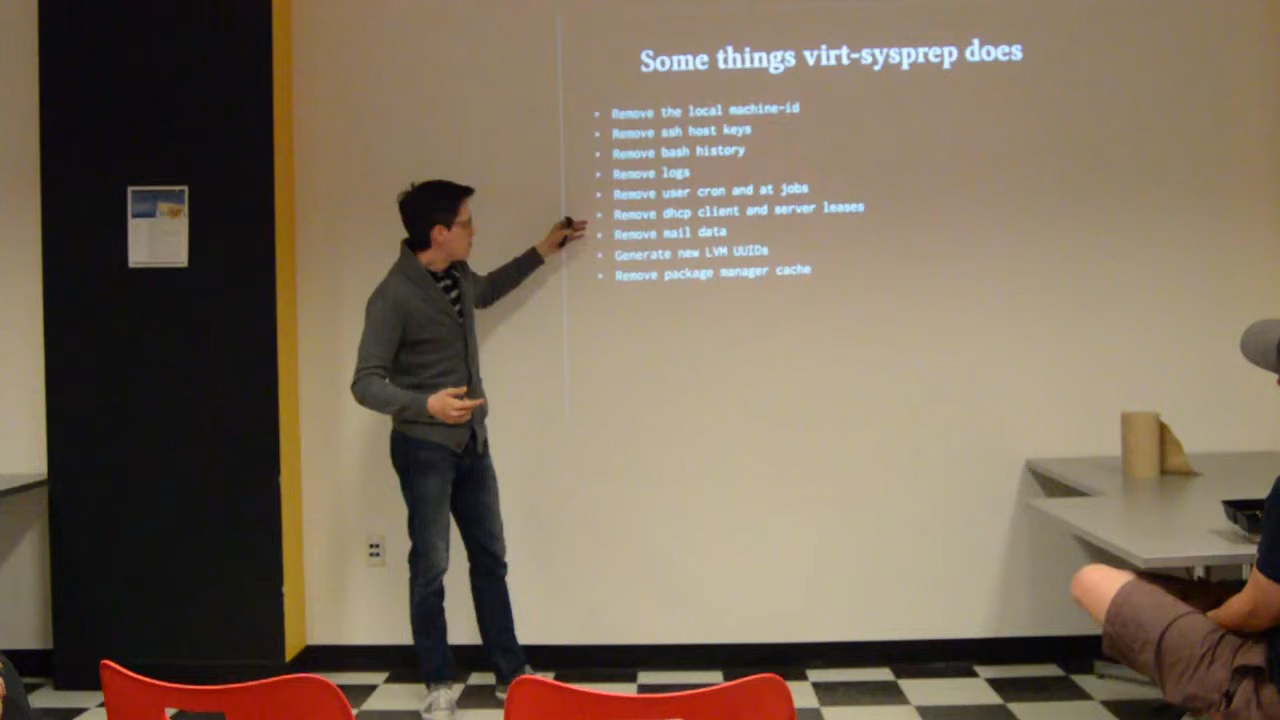 Some things virt-sysprep does
Remove the local machine-id
Remove ssh host keys
Remove bash history
Remove logs
Remove user cron and at jobs
Remove dhcp client and server leases
Remove mail data
Generate new LVM UUIDs
Remove package manager cache